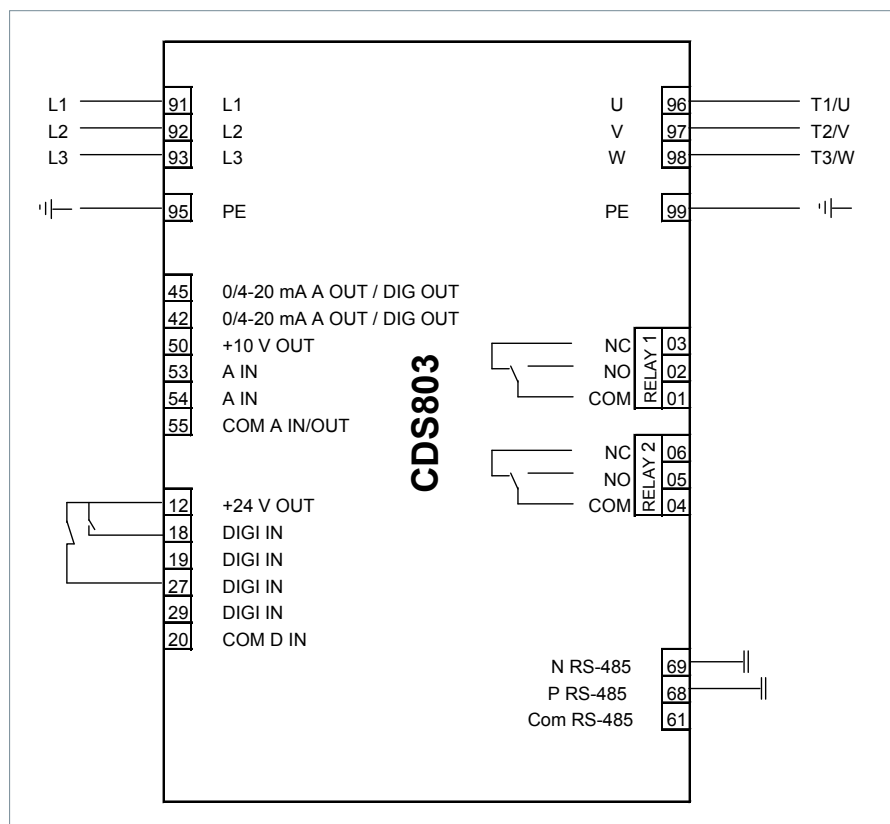 L1 91 L1 U 96 T1/U
L2 92 L2 V 97 T2/V
L3 93 L3 W 98 T3/W
95 PE PE 99
45 0/4-20 mA A OUT / DIG OUT
42 0/4-20 mA A OUT / DIG OUT
50 +10 V OUT NC 03
53 A IN NO 02
54 A IN COM 01
RELAY 1
55 COM A IN/OUT
CDS803
NC 06
NO 05
COM 04
RELAY 2
12 +24 V OUT
18 DIGI IN
19 DIGI IN
27 DIGI IN
29 DIGI IN
20 COM D IN
N RS-485 69
P RS-485 68
Com RS-485 61